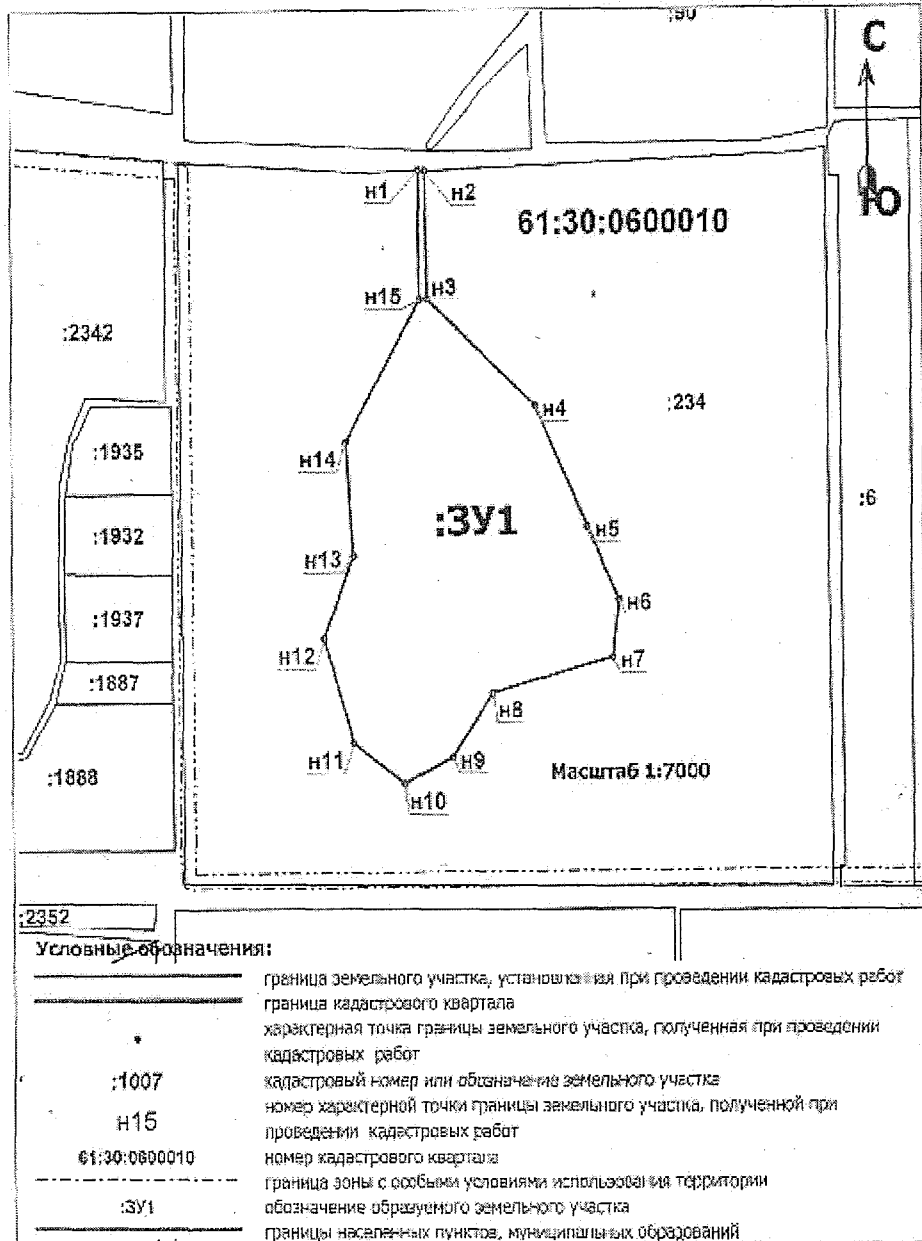 :90
С
н1
н2
Ю
61:30:0600010
н15
н3
:2342
н4
:234
:1935
н14
:6
:ЗУ1
н5
:1932
н13
н6
:1937
н12
н7
:1887
н8
н11
н9
:1888
Масштаб 1:7000
н10
:2352
Условные обозначения:
граница земельного участка, установленная при проведении кадастровых работ
граница кадастрового квартала
характерная точка границы земельного участка, полученная при проведении
кадастровых работ
:1007 кадастровый номер или обозначение земельного участка
н15 номер характерной точки границы земельного участка, полученной при
проведении кадастровых работ
61:30:0600010 номер кадастрового квартала
граница зоны с особыми условиями использования территории
:ЗУ1 обозначение образуемого земельного участка
границы населенных пунктов, муниципальных образований